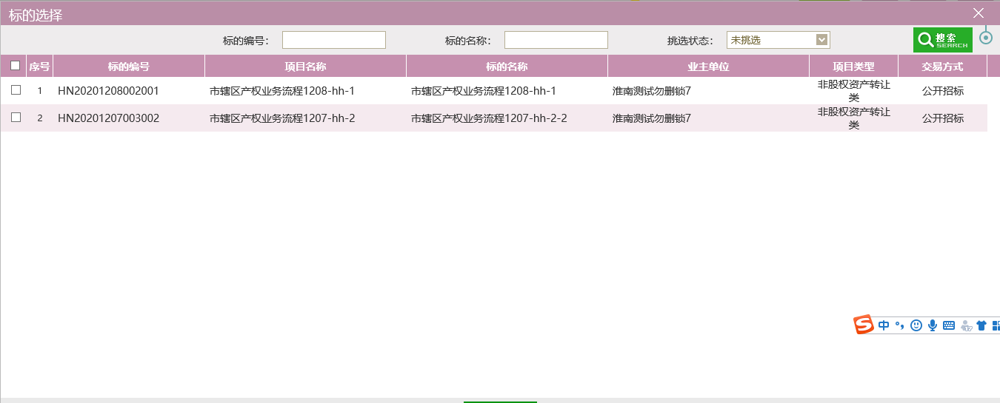 标的选择
标的编号： 标的名称： 挑选状态： 未挑选 搜索 SEARCH
序号 标的编号 项目名称 标的名称 业主单位 项目类型 交易方式
1 HN20201208002001 市辖区产权业务流程1208-hh-1 市辖区产权业务流程1208-hh-1 淮南测试勿删锁7 非股权资产转让类 公开招标
2 HN20201207003002 市辖区产权业务流程1207-hh-2 市辖区产权业务流程1207-hh-2-2 淮南测试勿删锁7 非股权资产转让类 公开招标
S 中